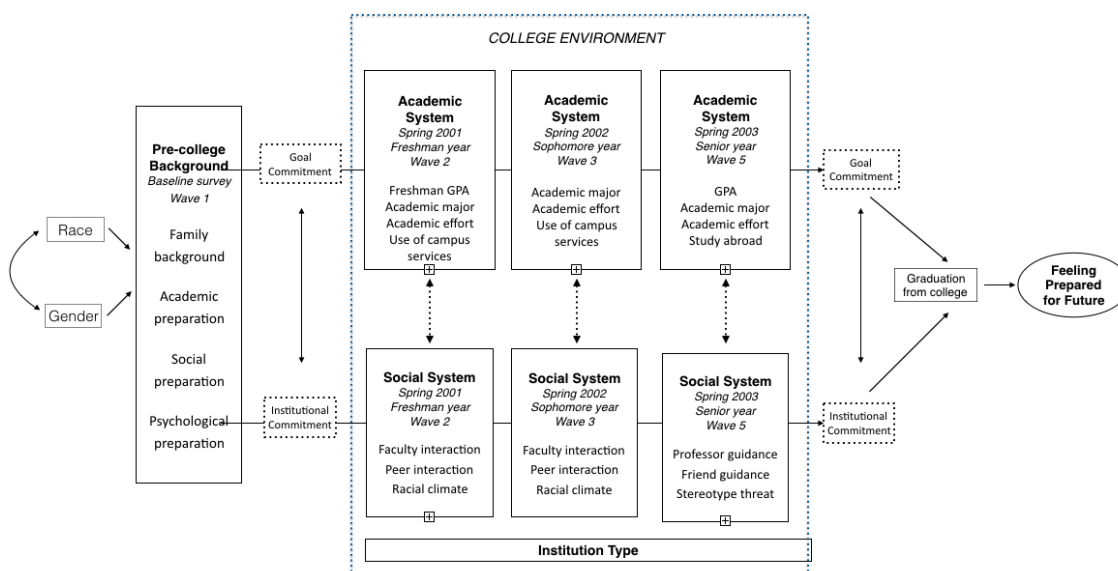 COLLEGE ENVIRONMENT
Race
Gender
Pre-college
Background
Baseline survey
Wave 1
Family
background
Academic
preparation
Social
preparation
Psychological
preparation
Goal
Commitment
Institutional
Commitment
Academic
System
Spring 2001
Freshman year
Wave 2
Freshman GPA
Academic major
Academic effort
Use of campus
services
Academic
System
Spring 2002
Sophomore year
Wave 3
Academic major
Academic effort
Use of campus
services
Academic
System
Spring 2003
Senior year
Wave 5
GPA
Academic major
Academic effort
Study abroad
Social System
Spring 2001
Freshman year
Wave 2
Faculty interaction
Peer interaction
Racial climate
Social System
Spring 2002
Sophomore year
Wave 3
Faculty interaction
Peer interaction
Racial climate
Social System
Spring 2003
Senior year
Wave 5
Professor guidance
Friend guidance
Stereotype threat
Institution Type
Goal
Commitment
Institutional
Commitment
Graduation
from college
Feeling
Prepared
for Future